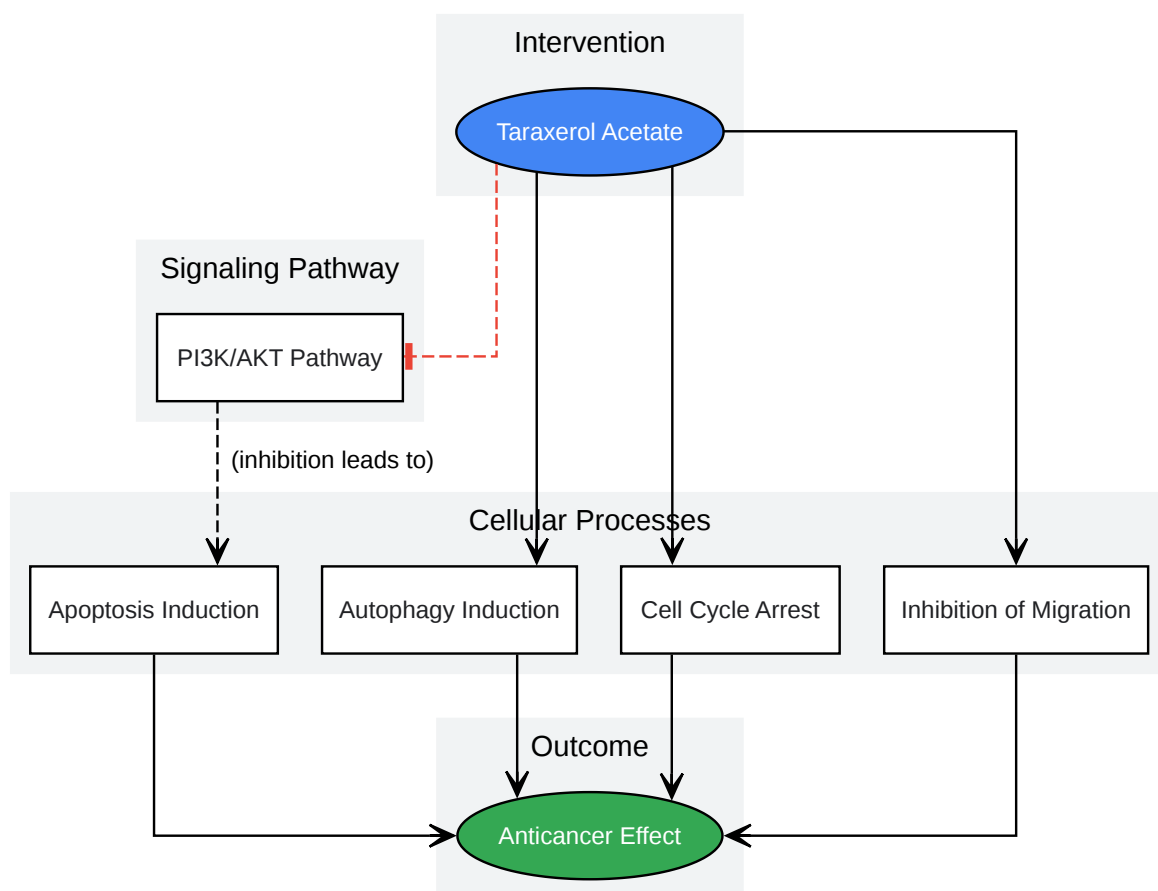 Intervention
Taraxerol Acetate
Signaling Pathway
PI3K/AKT Pathway
(inhibition leads to)
Cellular Processes
Apoptosis Induction
Autophagy Induction
Cell Cycle Arrest
Inhibition of Migration
Outcome
Anticancer Effect